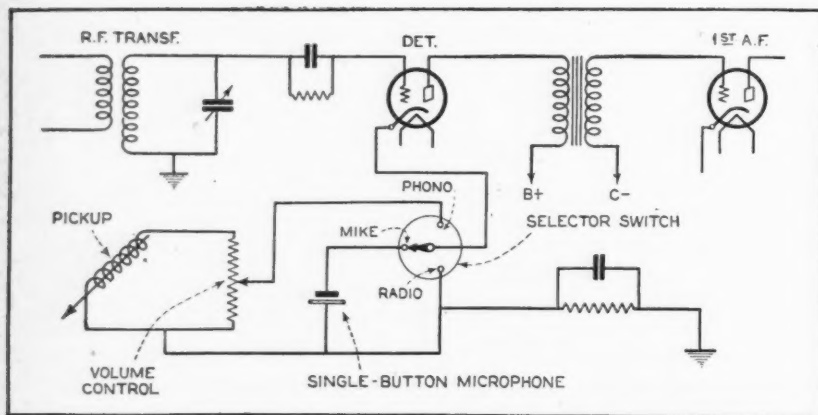 R.F. TRANSF.
DET.
1ST A.F.
PHONO
B+
C-
PICKUP
MIKE
SELECTOR SWITCH
RADIO
VOLUME
CONTROL
SINGLE-BUTTON MICROPHONE